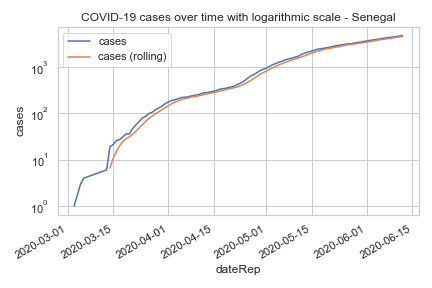 COVID-19 cases over time with logarithmic scale - Senegal
cases
cases (rolling)
10³
10²
10¹
10⁰
cases
2020-03-01
2020-03-15
2020-04-01
2020-04-15
2020-05-01
2020-05-15
2020-06-01
2020-06-15
dateRep